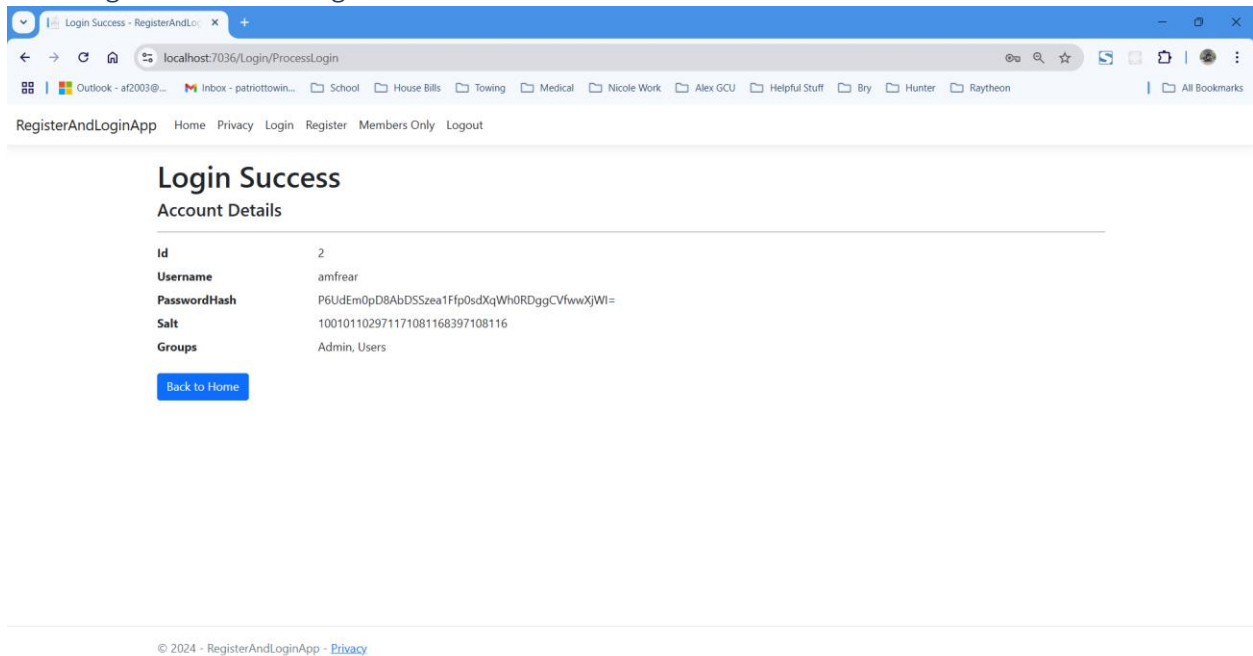 Login Success - RegisterAndLog
localhost:7036/Login/ProcessLogin
Outlook - af2003@... Inbox - patriottowin... School House Bills Towing Medical Nicole Work Alex GCU Helpful Stuff Bry Hunter Raytheon All Bookmarks
RegisterAndLoginApp Home Privacy Login Register Members Only Logout
Login Success
Account Details
Id 2
Username amfrear
PasswordHash P6UdEm0pD8AbDSSzea1Ffp0sdXqWh0RDggCVfwwXjWI=
Salt 100101102971171081168397108116
Groups Admin, Users
Back to Home
© 2024 - RegisterAndLoginApp - Privacy